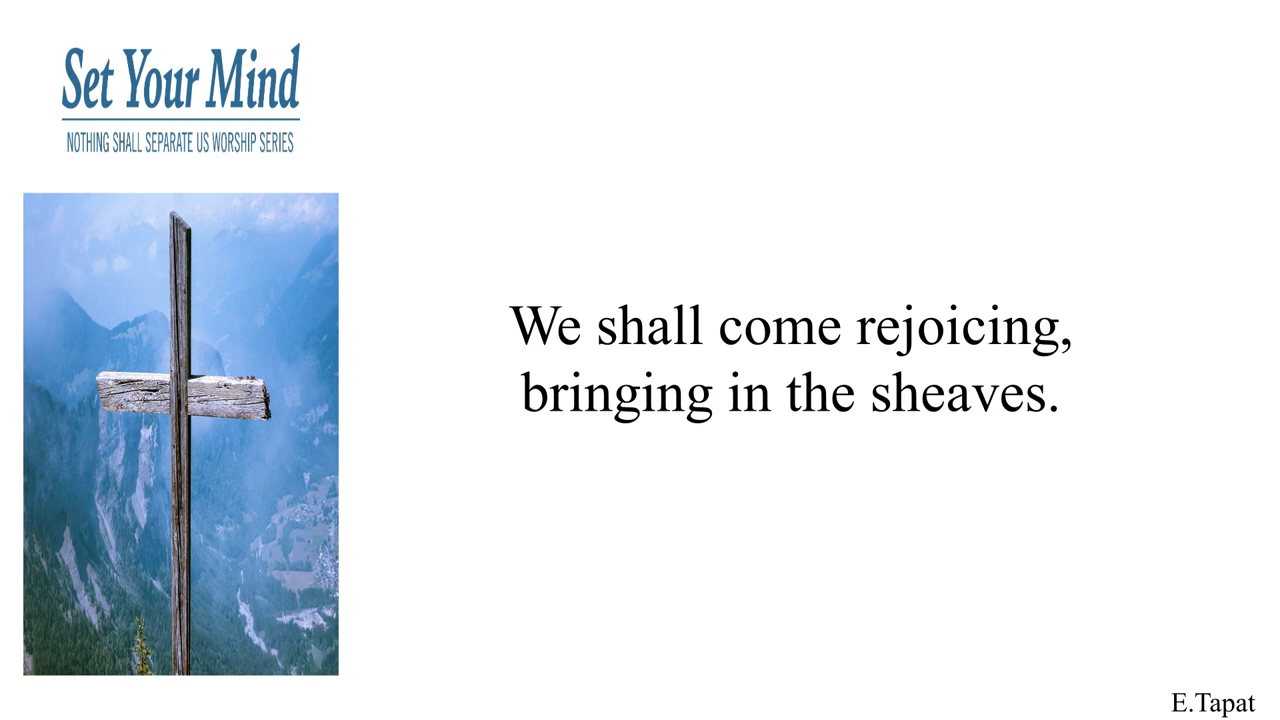 Set Your Mind
NOTHING SHALL SEPARATE US WORSHIP SERIES
We shall come rejoicing,
bringing in the sheaves.
E.Tapat